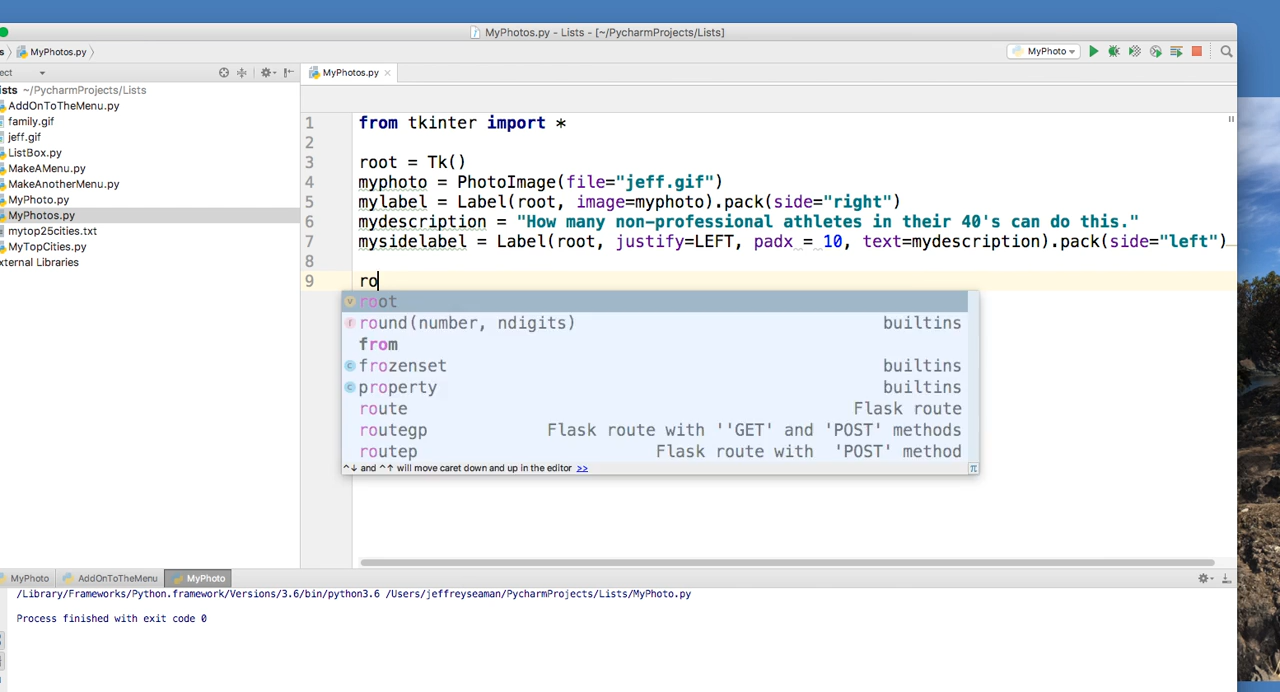 MyPhotos.py - Lists - [~/PycharmProjects/Lists]
s MyPhotos.py
MyPhoto
ect
MyPhotos.py
ists ~/PycharmProjects/Lists
AddOnToTheMenu.py
family.gif
jeff.gif
ListBox.py
MakeAMenu.py
MakeAnotherMenu.py
MyPhoto.py
MyPhotos.py
mytop25cities.txt
MyTopCities.py
xternal Libraries
1 from tkinter import *
2
3 root = Tk()
4 myphoto = PhotoImage(file="jeff.gif")
5 mylabel = Label(root, image=myphoto).pack(side="right")
6 mydescription = "How many non-professional athletes in their 40's can do this."
7 mysidelabel = Label(root, justify=LEFT, padx = 10, text=mydescription).pack(side="left")
8
9 ro
v root
f round(number, ndigits) builtins
from
c frozenset builtins
c property builtins
route Flask route
routegp Flask route with ''GET' and 'POST' methods
routep Flask route with 'POST' method
^↓ and ^↑ will move caret down and up in the editor >> π
MyPhoto AddOnToTheMenu MyPhoto
/Library/Frameworks/Python.framework/Versions/3.6/bin/python3.6 /Users/jeffreyseaman/PycharmProjects/Lists/MyPhoto.py
Process finished with exit code 0